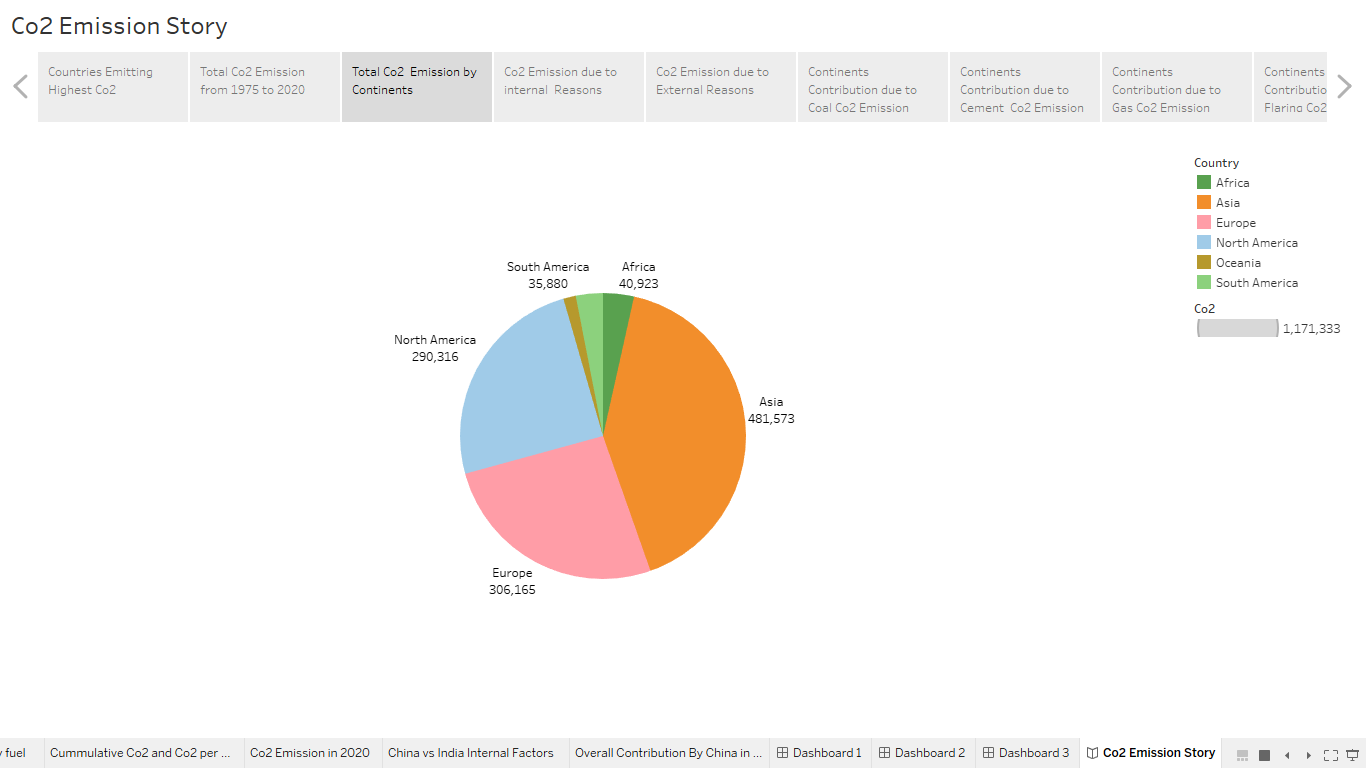 Co2 Emission Story
Countries Emitting
Highest Co2
Total Co2 Emission
from 1975 to 2020
Total Co2 Emission by
Continents
Co2 Emission due to
internal Reasons
Co2 Emission due to
External Reasons
Continents
Contribution due to
Coal Co2 Emission
Continents
Contribution due to
Cement Co2 Emission
Continents
Contribution due to
Gas Co2 Emission
Continents
Contributio
Flaring Co2
Country
Africa
Asia
Europe
North America
Oceania
South America
Co2
1,171,333
South America
35,880
Africa
40,923
North America
290,316
Asia
481,573
Europe
306,165
y fuel
Cummulative Co2 and Co2 per ...
Co2 Emission in 2020
China vs India Internal Factors
Overall Contribution By China in ...
Dashboard 1
Dashboard 2
Dashboard 3
Co2 Emission Story